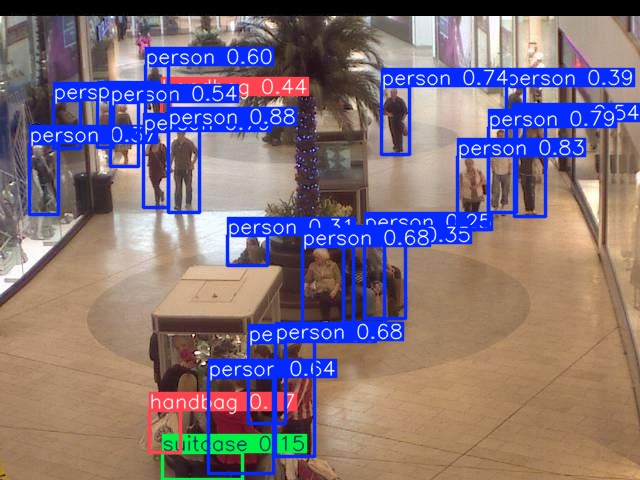 person 0.60
handbag 0.44
person 0.74
person 0.39
person 0.54
person 0.88
person 0.79
0.54
person 0.37
person 0.83
person 0.31
person 0.25
person 0.68
0.35
person 0.68
person 0.64
handbag 0.17
suitcase 0.15